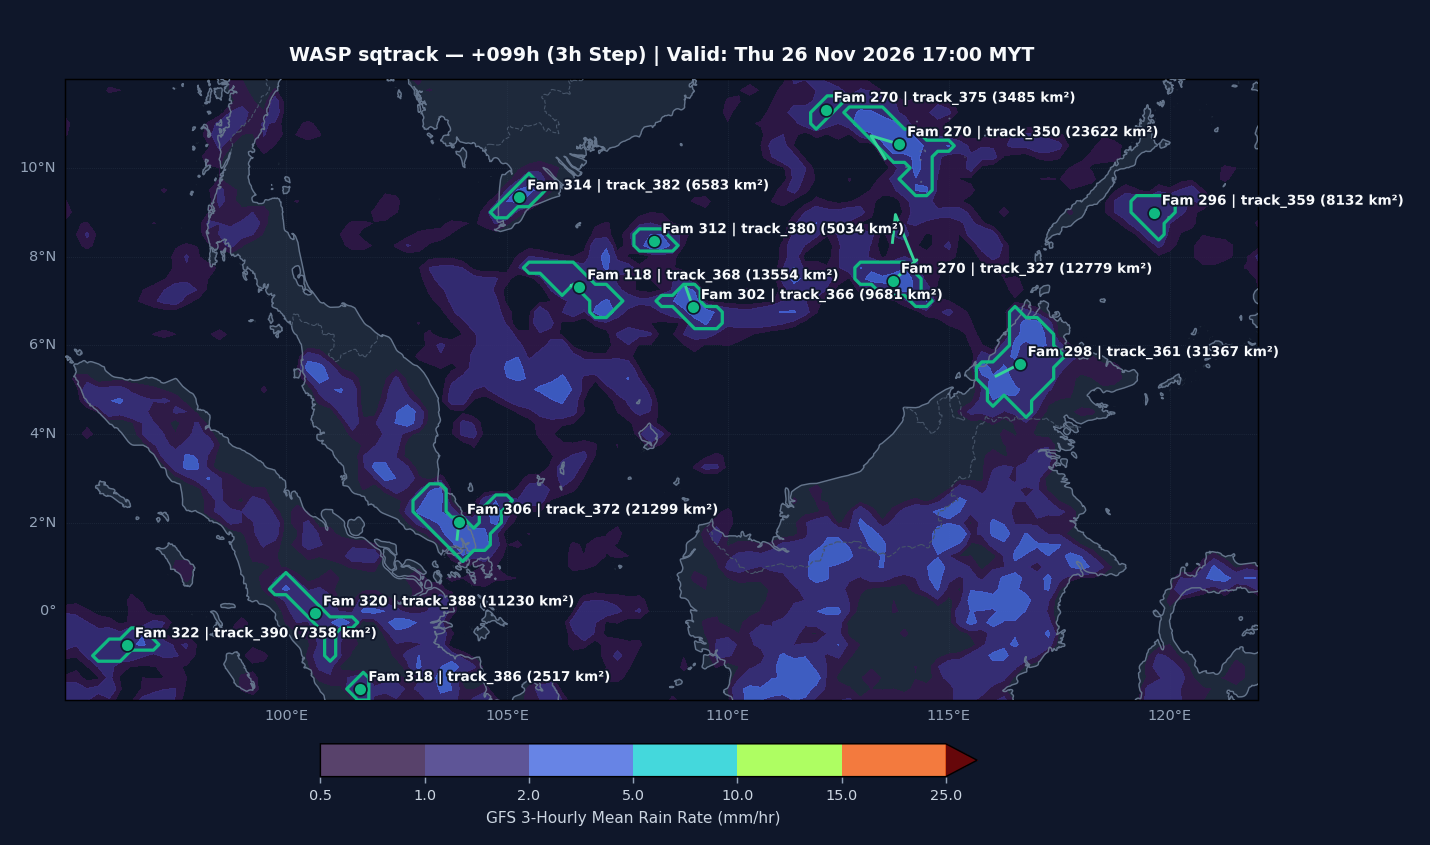 WASP sqtrack — +099h (3h Step) | Valid: Thu 26 Nov 2026 17:00 MYT
Fam 270 | track_375 (3485 km²)
Fam 270 | track_350 (23622 km²)
10°N
Fam 314 | track_382 (6583 km²)
Fam 296 | track_359 (8132 km²)
Fam 312 | track_380 (5034 km²)
8°N
Fam 270 | track_327 (12779 km²)
Fam 118 | track_368 (13554 km²)
Fam 302 | track_366 (9681 km²)
6°N
Fam 298 | track_361 (31367 km²)
4°N
Fam 306 | track_372 (21299 km²)
2°N
Fam 320 | track_388 (11230 km²)
0°
Fam 322 | track_390 (7358 km²)
Fam 318 | track_386 (2517 km²)
100°E 105°E 110°E 115°E 120°E
0.5 1.0 2.0 5.0 10.0 15.0 25.0
GFS 3-Hourly Mean Rain Rate (mm/hr)